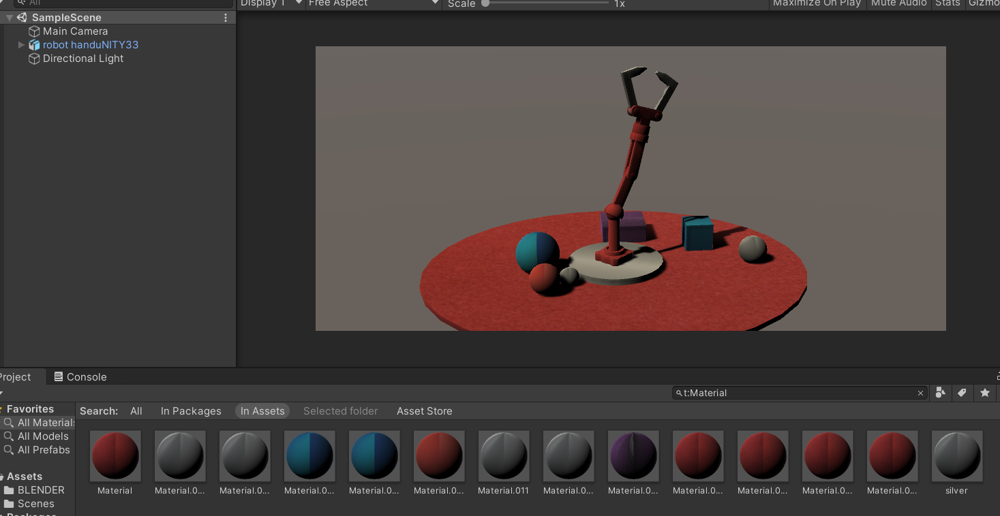 All
Display 1 Free Aspect Scale 1x Maximize On Play Mute Audio Stats Gizmo
SampleScene
Main Camera
robot handuNITY33
Directional Light
Project Console
t:Material
Favorites
Search: All In Packages In Assets Selected folder Asset Store
All Materials
All Models
All Prefabs
Assets
BLENDER
Scenes
Packages
Material Material.0... Material.0... Material.0... Material.0... Material.0... Material.011 Material.0... Material.0... Material.0... Material.0... Material.0... Material.0... silver